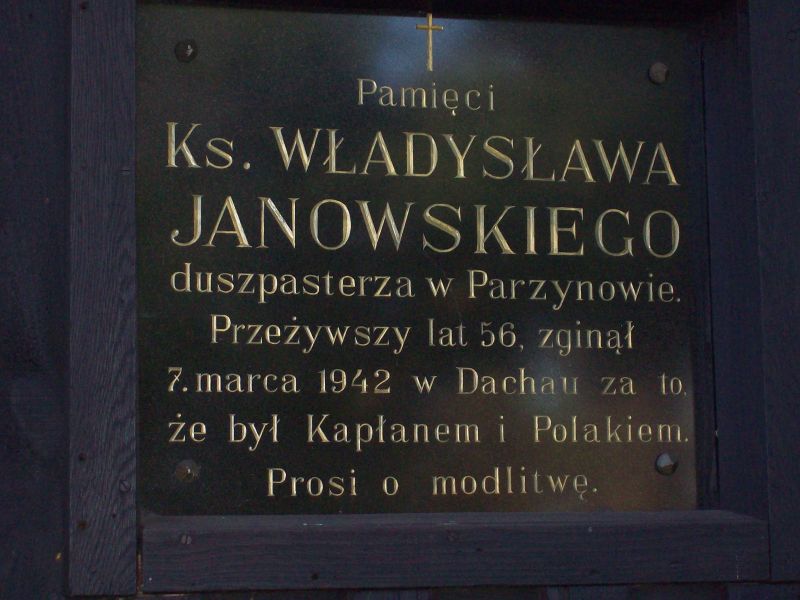 Pamięci
Ks. WŁADYSŁAWA
JANOWSKIEGO
duszpasterza w Parzynowie.
Przeżywszy lat 56, zginął
7. marca 1942 w Dachau za to,
że był Kapłanem i Polakiem.
Prosi o modlitwę.